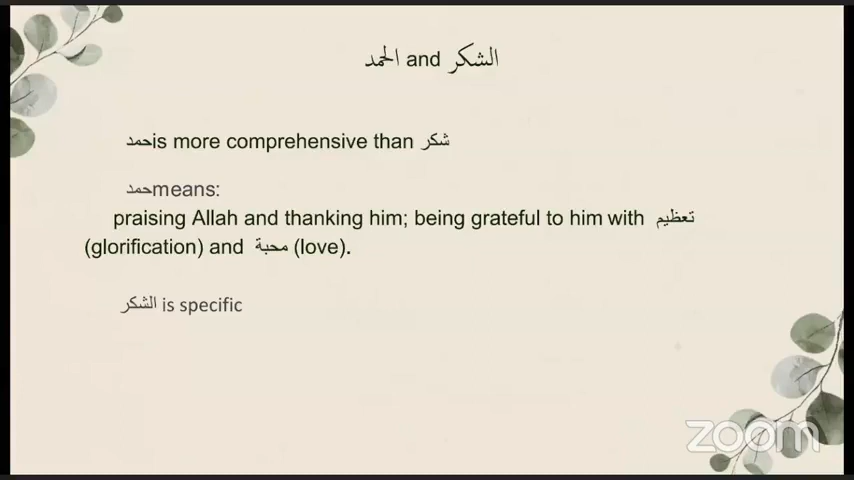 الحمد and الشكر
حمدis more comprehensive than شكر
حمدmeans:
praising Allah and thanking him; being grateful to him with تعظيم
(glorification) and محبة (love).
الشكر is specific
zoom